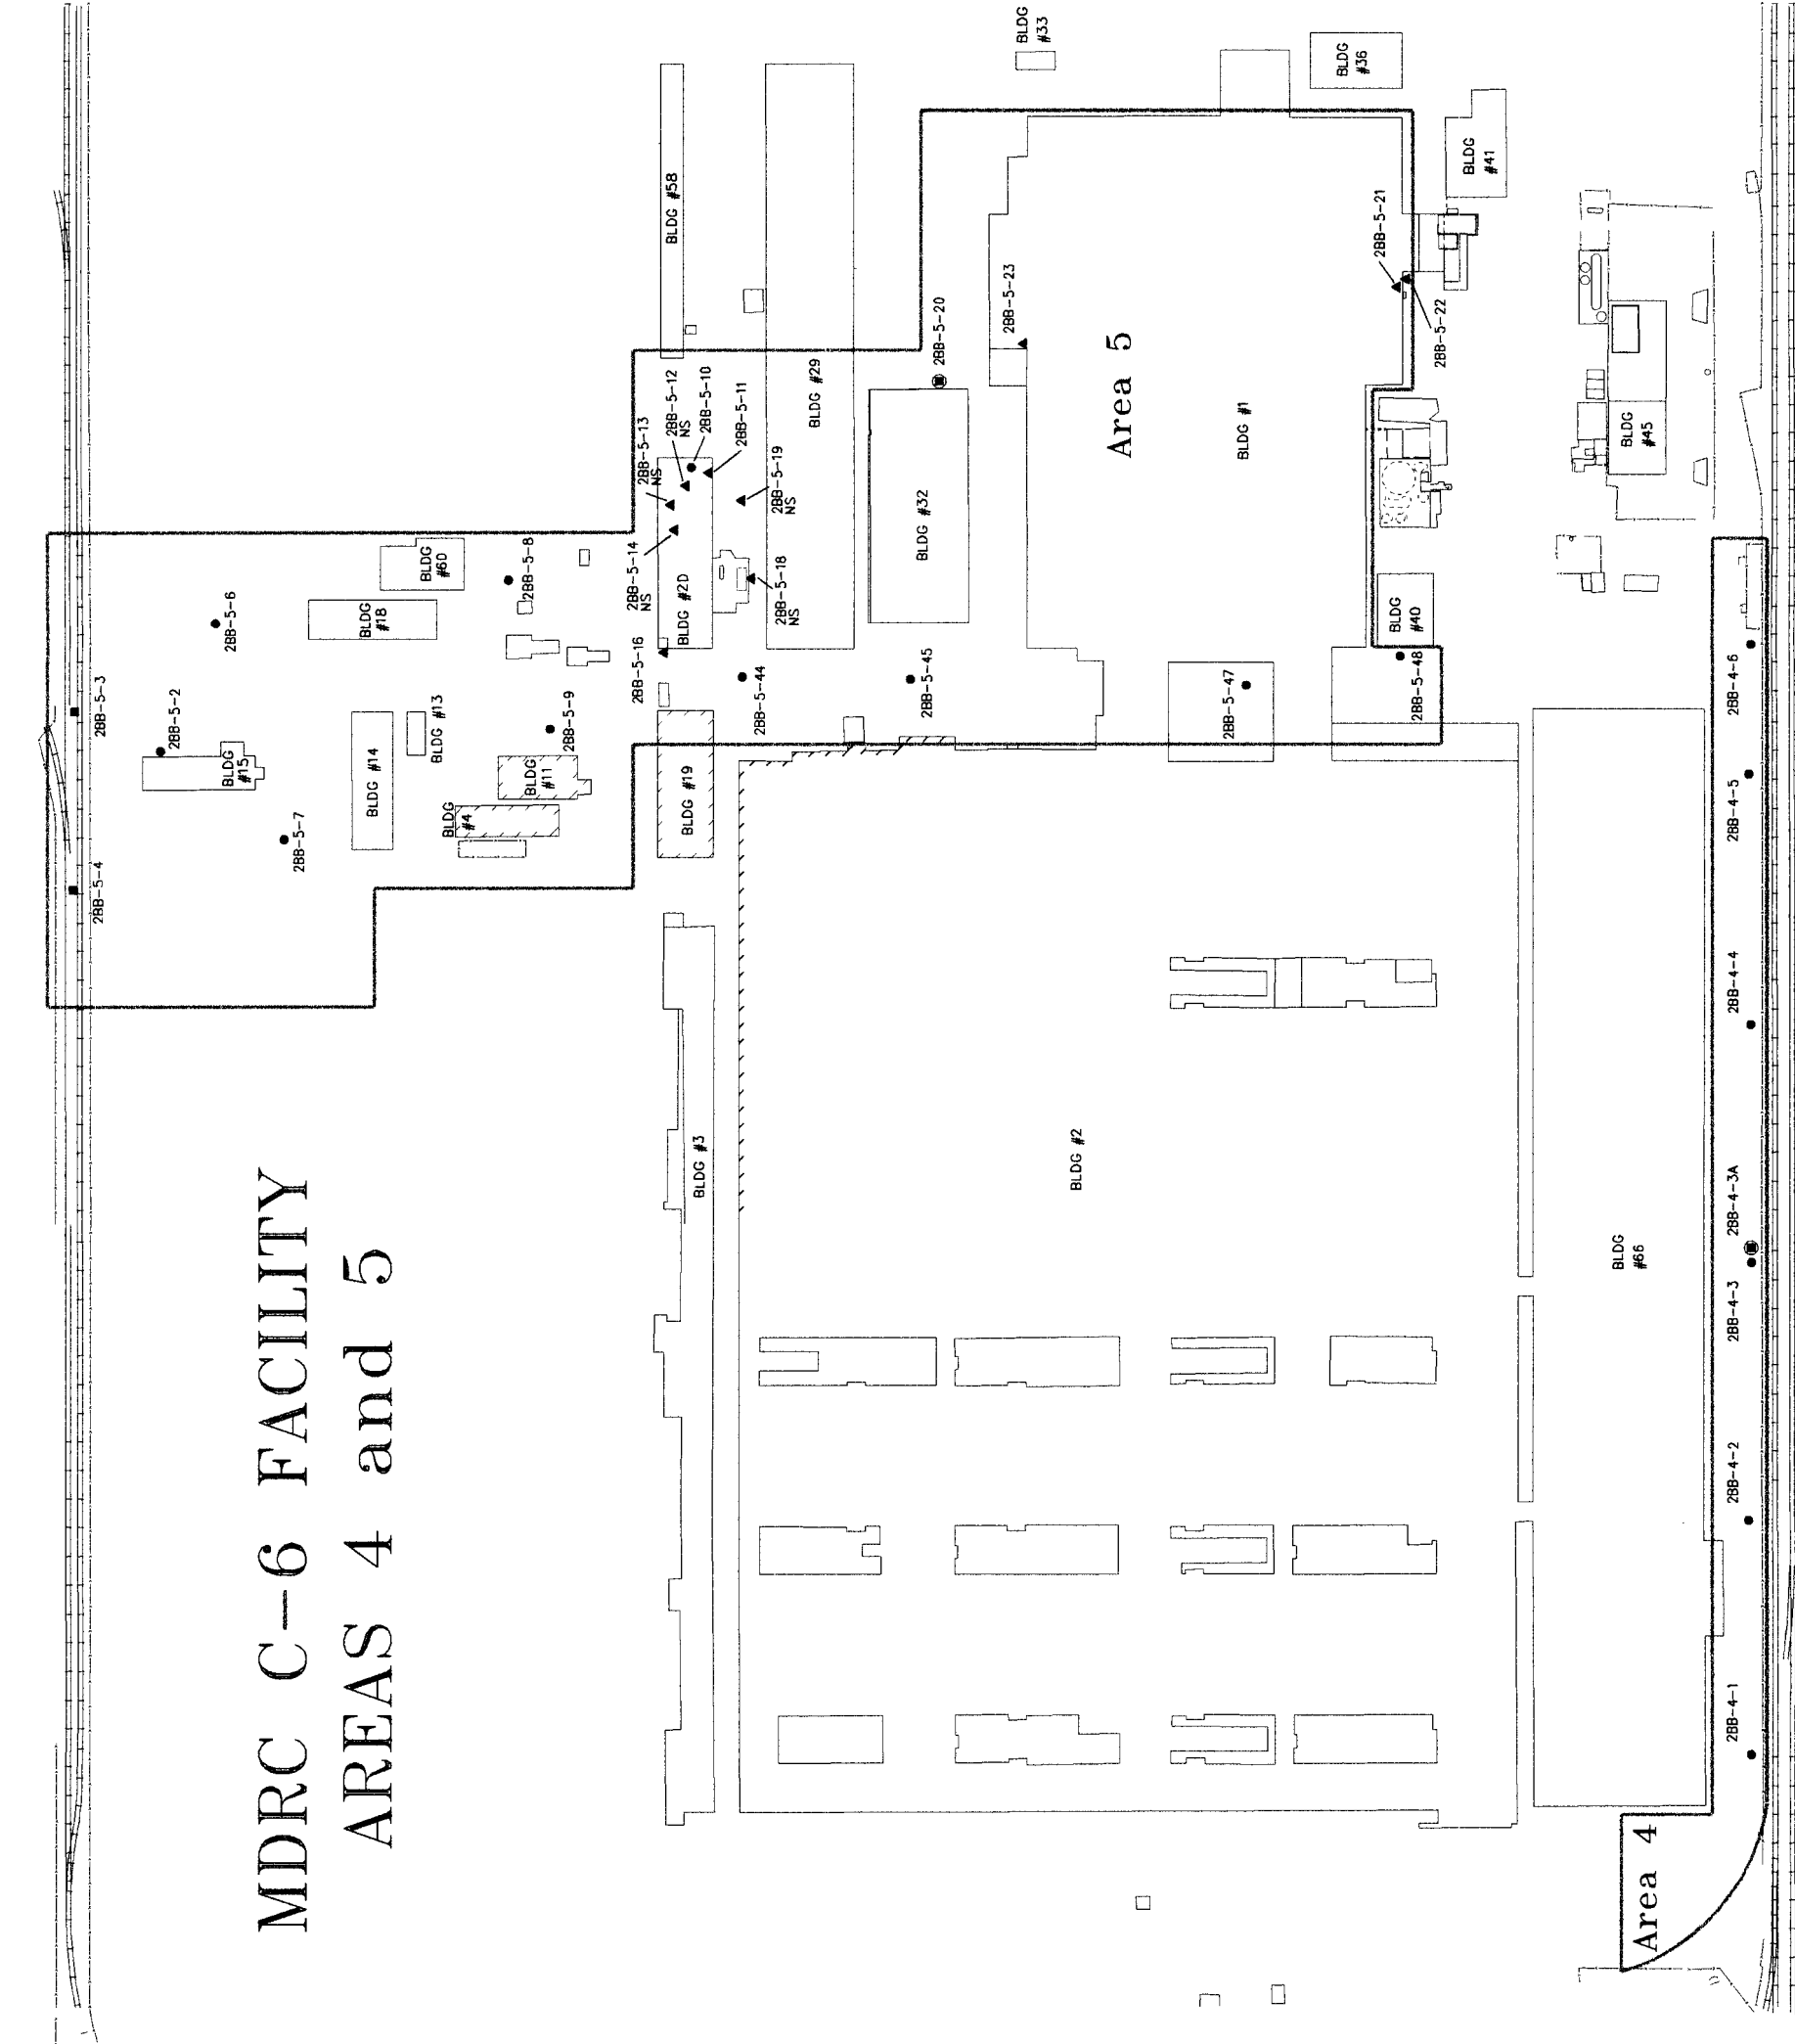 MDRC C-6 FACILITY
AREAS 4 and 5
2BB-5-4
2BB-5-3
2BB-5-2
2BB-5-6
2BB-5-7
BLDG
#15
BLDG #14
BLDG #13
BLDG
#18
BLDG
#60
BLDG
#4
BLDG
#11
2BB-5-9
2BB-5-8
BLDG #19
2BB-5-16
BLDG #2D
2BB-5-14
NS
2BB-5-13
NS
2BB-5-12
NS
2BB-5-10
2BB-5-11
2BB-5-19
NS
2BB-5-18
NS
BLDG #58
BLDG #29
2BB-5-44
2BB-5-45
BLDG #32
2BB-5-20
2BB-5-23
BLDG
#33
BLDG
#36
BLDG
#41
Area 5
BLDG #1
2BB-5-21
2BB-5-22
2BB-5-47
2BB-5-48
BLDG
#40
BLDG
#45
BLDG #3
BLDG #2
BLDG
#66
Area 4
2BB-4-1
2BB-4-2
2BB-4-3
2BB-4-3A
2BB-4-4
2BB-4-5
2BB-4-6